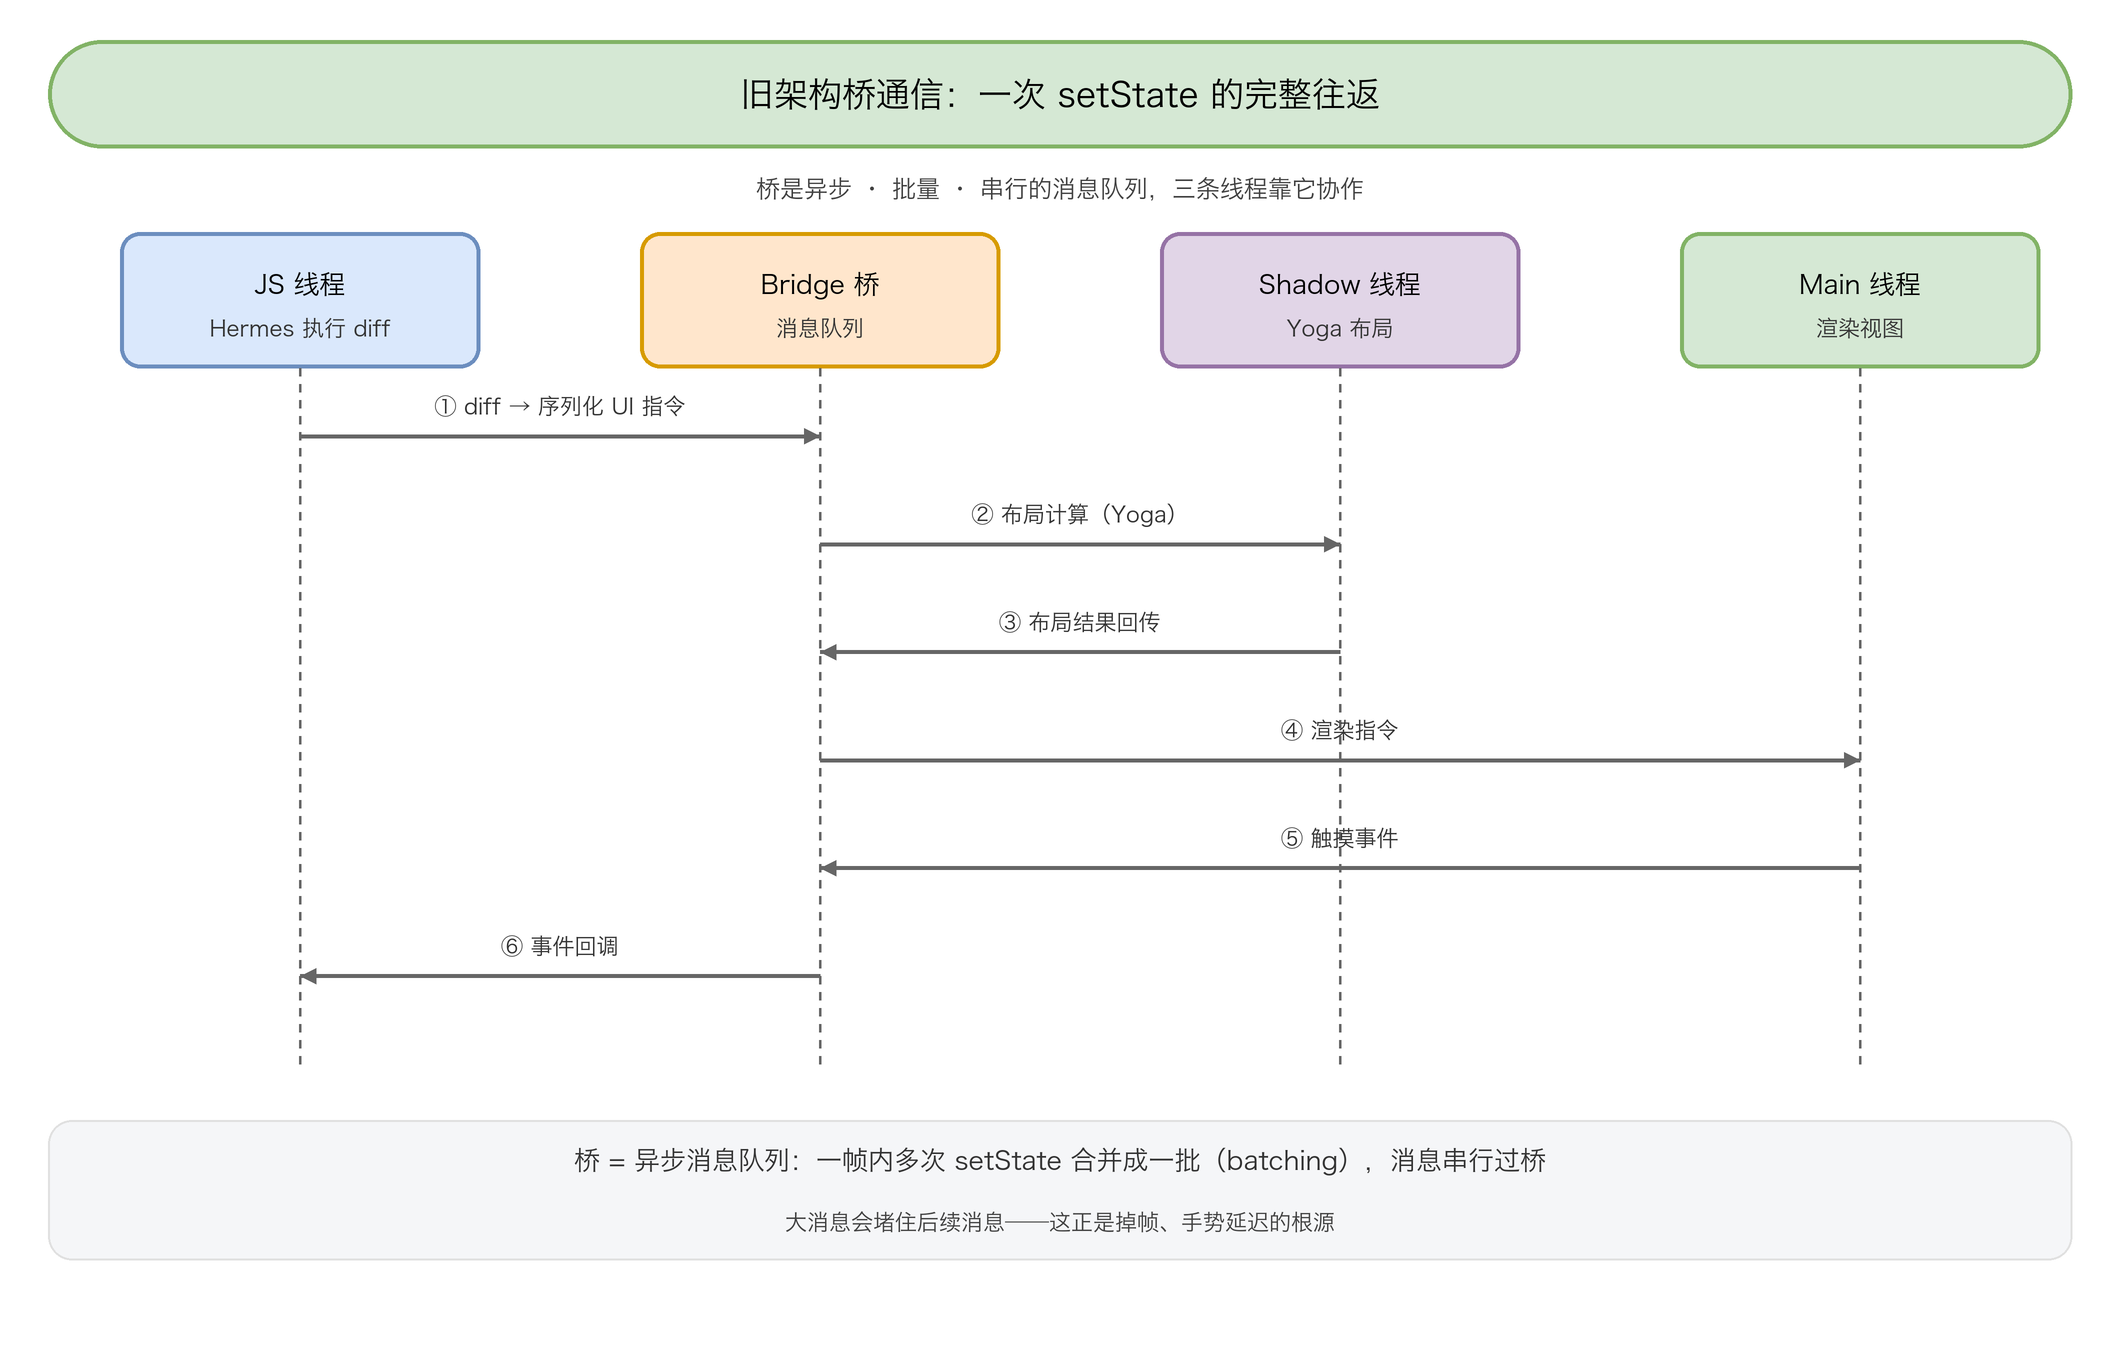 旧架构桥通信：一次 setState 的完整往返
桥是异步 · 批量 · 串行的消息队列，三条线程靠它协作
JS 线程
Hermes 执行 diff
Bridge 桥
消息队列
Shadow 线程
Yoga 布局
Main 线程
渲染视图
① diff → 序列化 UI 指令
② 布局计算（Yoga）
③ 布局结果回传
④ 渲染指令
⑤ 触摸事件
⑥ 事件回调
桥 = 异步消息队列：一帧内多次 setState 合并成一批（batching），消息串行过桥
大消息会堵住后续消息——这正是掉帧、手势延迟的根源